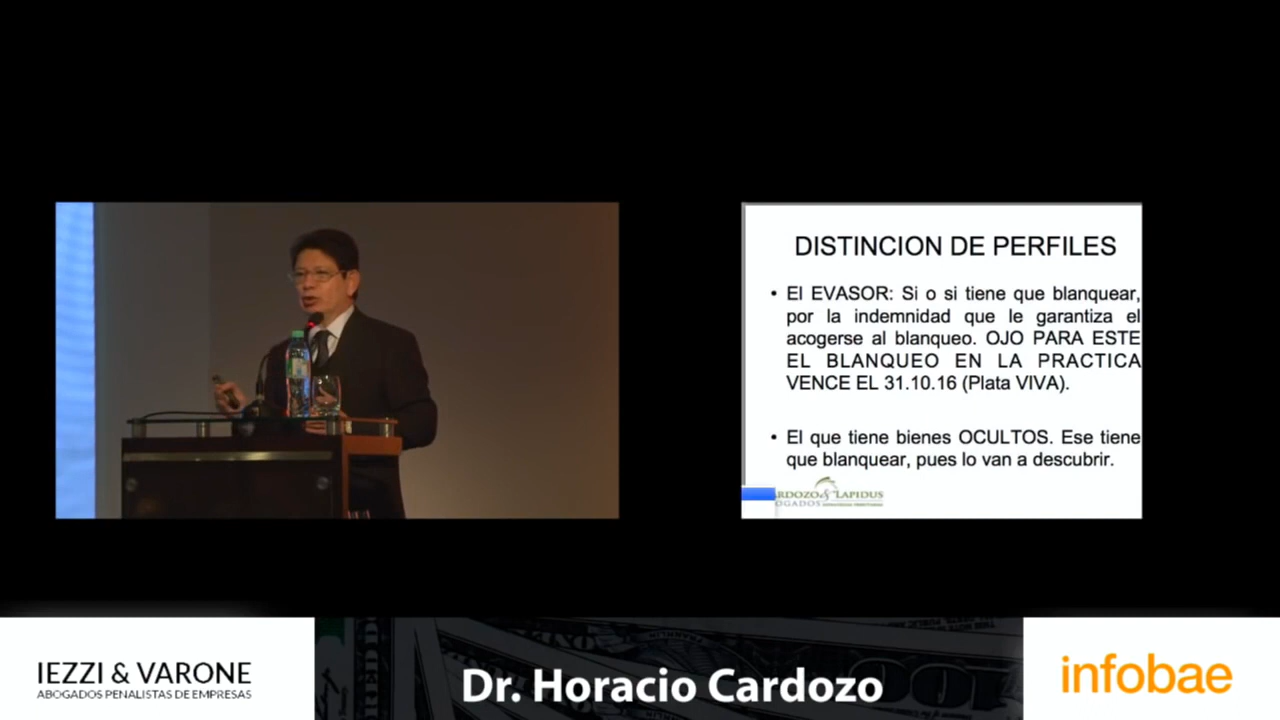 DISTINCION DE PERFILES
• El EVASOR: Si o si tiene que blanquear,
por la indemnidad que le garantiza el
acogerse al blanqueo. OJO PARA ESTE
EL BLANQUEO EN LA PRACTICA
VENCE EL 31.10.16 (Plata VIVA).
• El que tiene bienes OCULTOS. Ese tiene
que blanquear, pues lo van a descubrir.
ARDOZO & LAPIDUS
OGADOS
IEZZI & VARONE
ABOGADOS PENALISTAS DE EMPRESAS
Dr. Horacio Cardozo
infobae